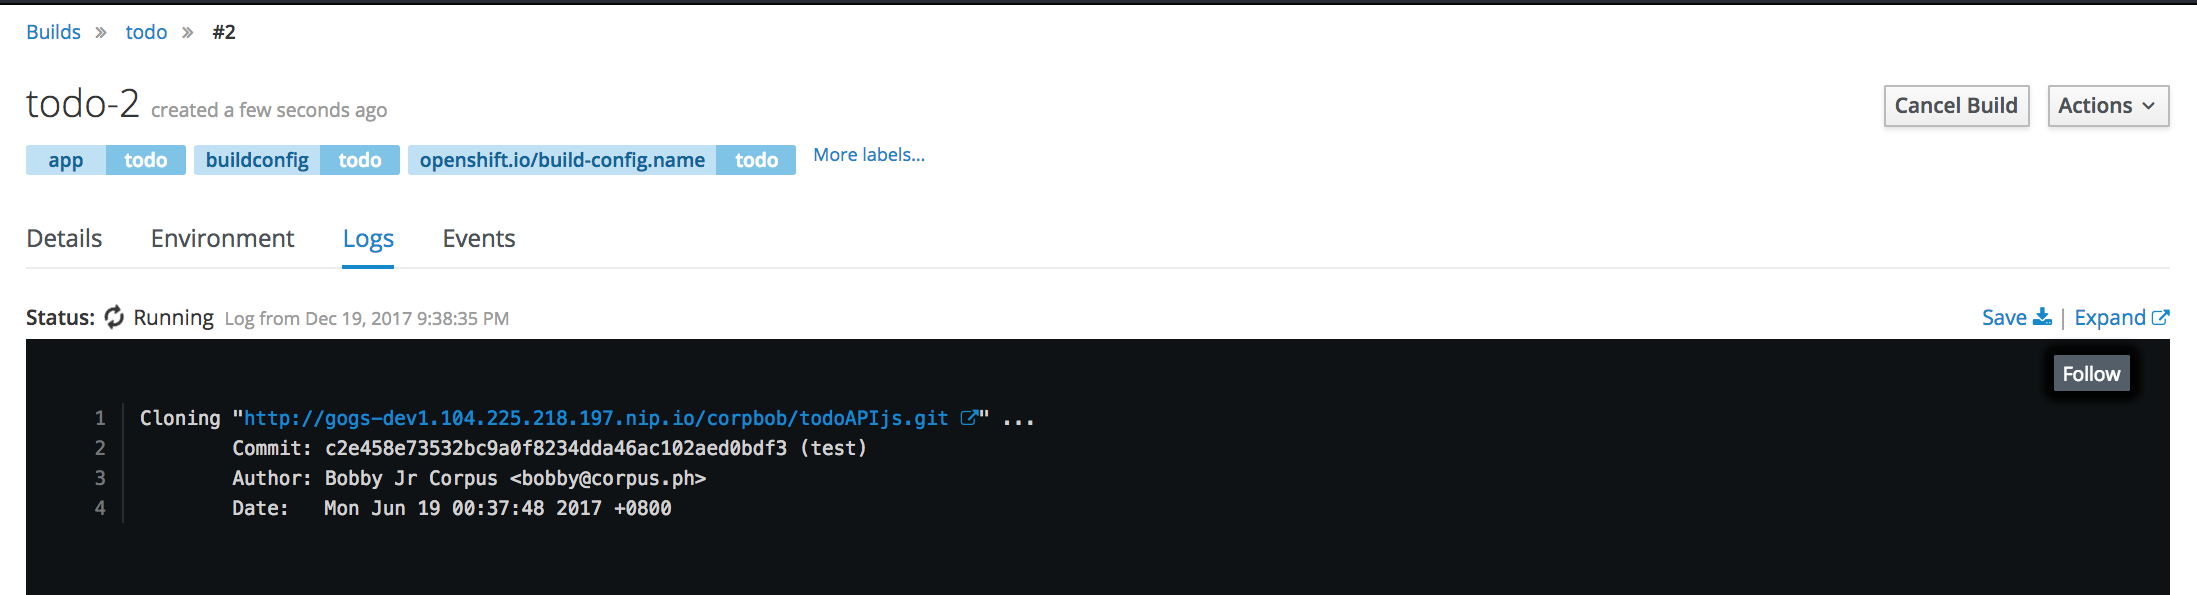 Builds » todo » #2
todo-2 created a few seconds ago
Cancel Build Actions
app todo buildconfig todo openshift.io/build-config.name todo More labels...
Details Environment Logs Events
Status: Running Log from Dec 19, 2017 9:38:35 PM Save | Expand
Follow
1 Cloning "http://gogs-dev1.104.225.218.197.nip.io/corpbob/todoAPIjs.git " ...
2 Commit: c2e458e73532bc9a0f8234dda46ac102aed0bdf3 (test)
3 Author: Bobby Jr Corpus <bobby@corpus.ph>
4 Date: Mon Jun 19 00:37:48 2017 +0800